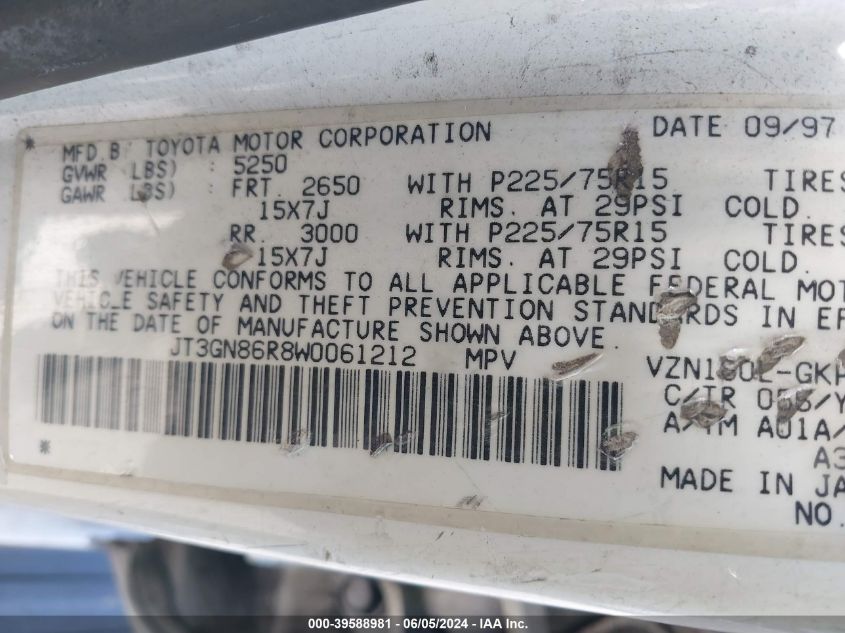 * MFD.B TOYOTA MOTOR CORPORATION DATE 09/97
GVWR LBS) : 5250
GAWR LBS) : FRT. 2650 WITH P225/75R15 TIRES
15X7J RIMS. AT 29PSI COLD.
RR. 3000 WITH P225/75R15 TIRES
15X7J RIMS. AT 29PSI COLD.
THIS VEHICLE CONFORMS TO ALL APPLICABLE FEDERAL MOT
VEHICLE SAFETY AND THEFT PREVENTION STANDARDS IN EF
ON THE DATE OF MANUFACTURE SHOWN ABOVE.
JT3GN86R8W0061212 MPV
C/TR
A/TM A01A/
A3
MADE IN JA
NO.
*
000-39588981 / 06/05/2024 - IAA Inc.